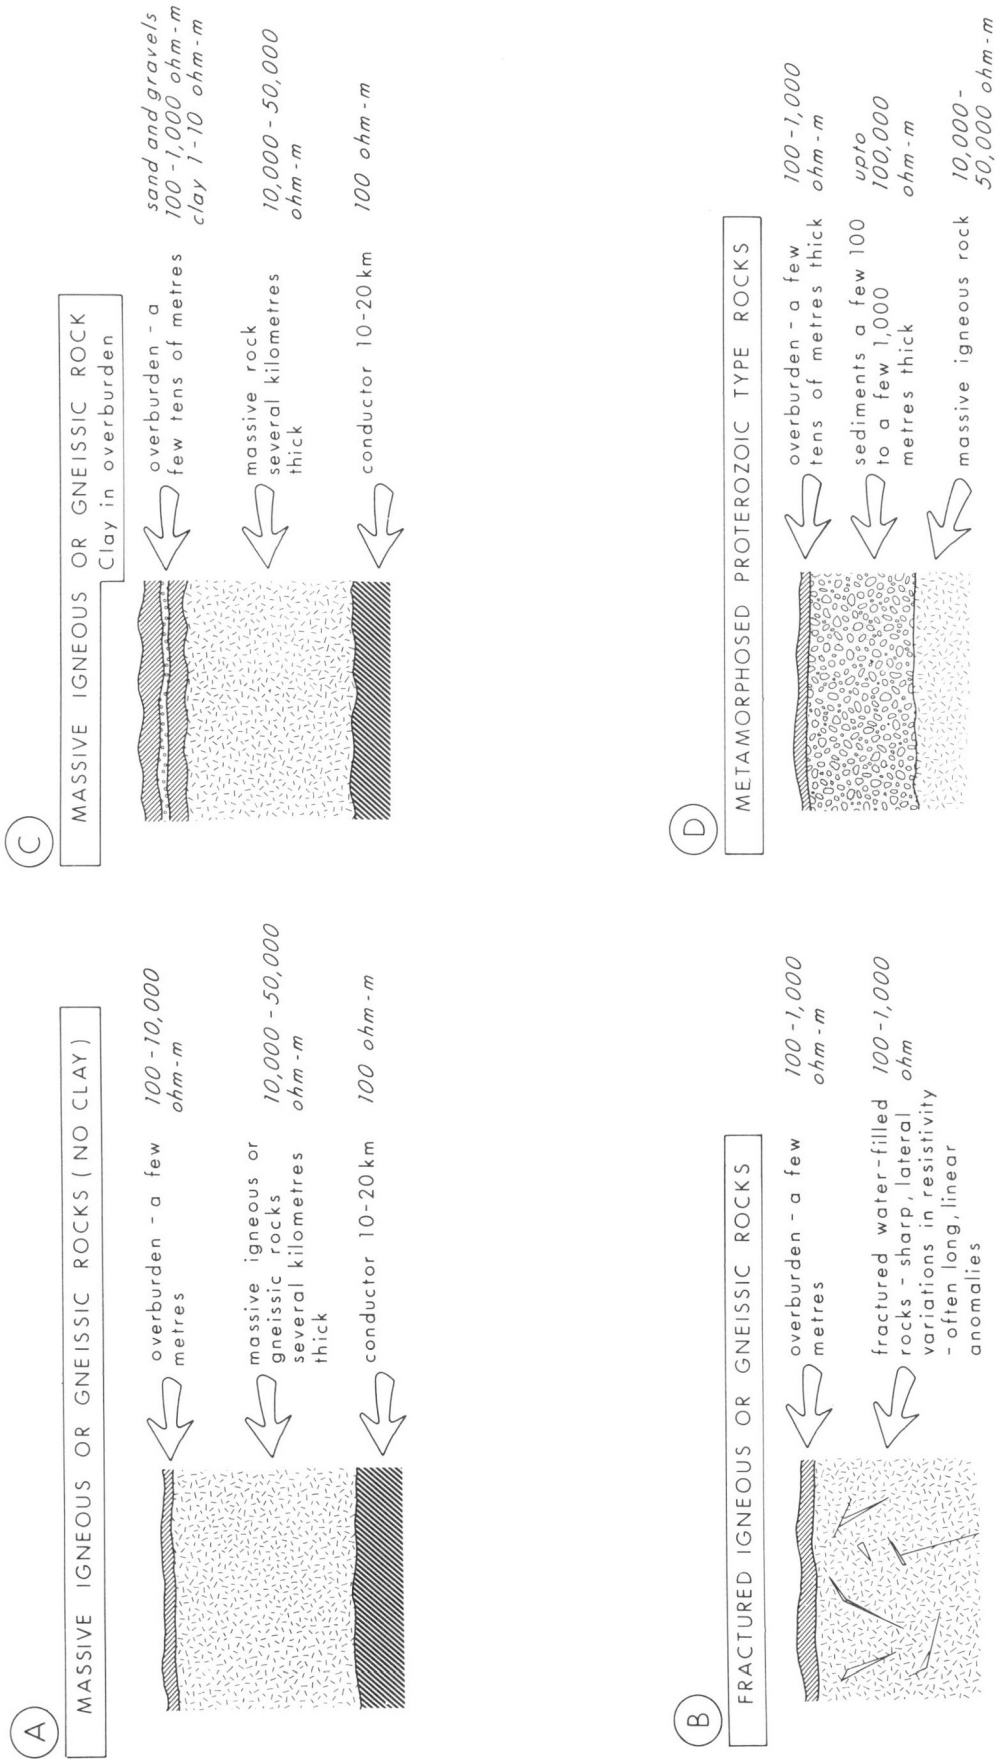 A
MASSIVE IGNEOUS OR GNEISSIC ROCKS (NO CLAY)
overburden - a few
metres
100 - 10,000
ohm - m
massive igneous or
gneissic rocks
several kilometres
thick
10,000 - 50,000
ohm - m
conductor 10-20km
100 ohm - m
B
FRACTURED IGNEOUS OR GNEISSIC ROCKS
overburden - a few
metres
100 - 1,000
ohm - m
fractured water-filled
rocks - sharp, lateral
variations in resistivity
- often long, linear
anomalies
100 - 1,000
ohm
C
MASSIVE IGNEOUS OR GNEISSIC ROCK
Clay in overburden
overburden - a
few tens of metres
sand and gravels
100 - 1,000 ohm - m
clay 1 - 10 ohm - m
massive rock
several kilometres
thick
10,000 - 50,000
ohm - m
conductor 10-20km
100 ohm - m
D
METAMORPHOSED PROTEROZOIC TYPE ROCKS
overburden - a few
tens of metres thick
100 - 1,000
ohm - m
sediments a few 100
to a few 1,000
metres thick
upto
100,000
ohm - m
massive igneous rock
10,000 -
50,000 ohm - m